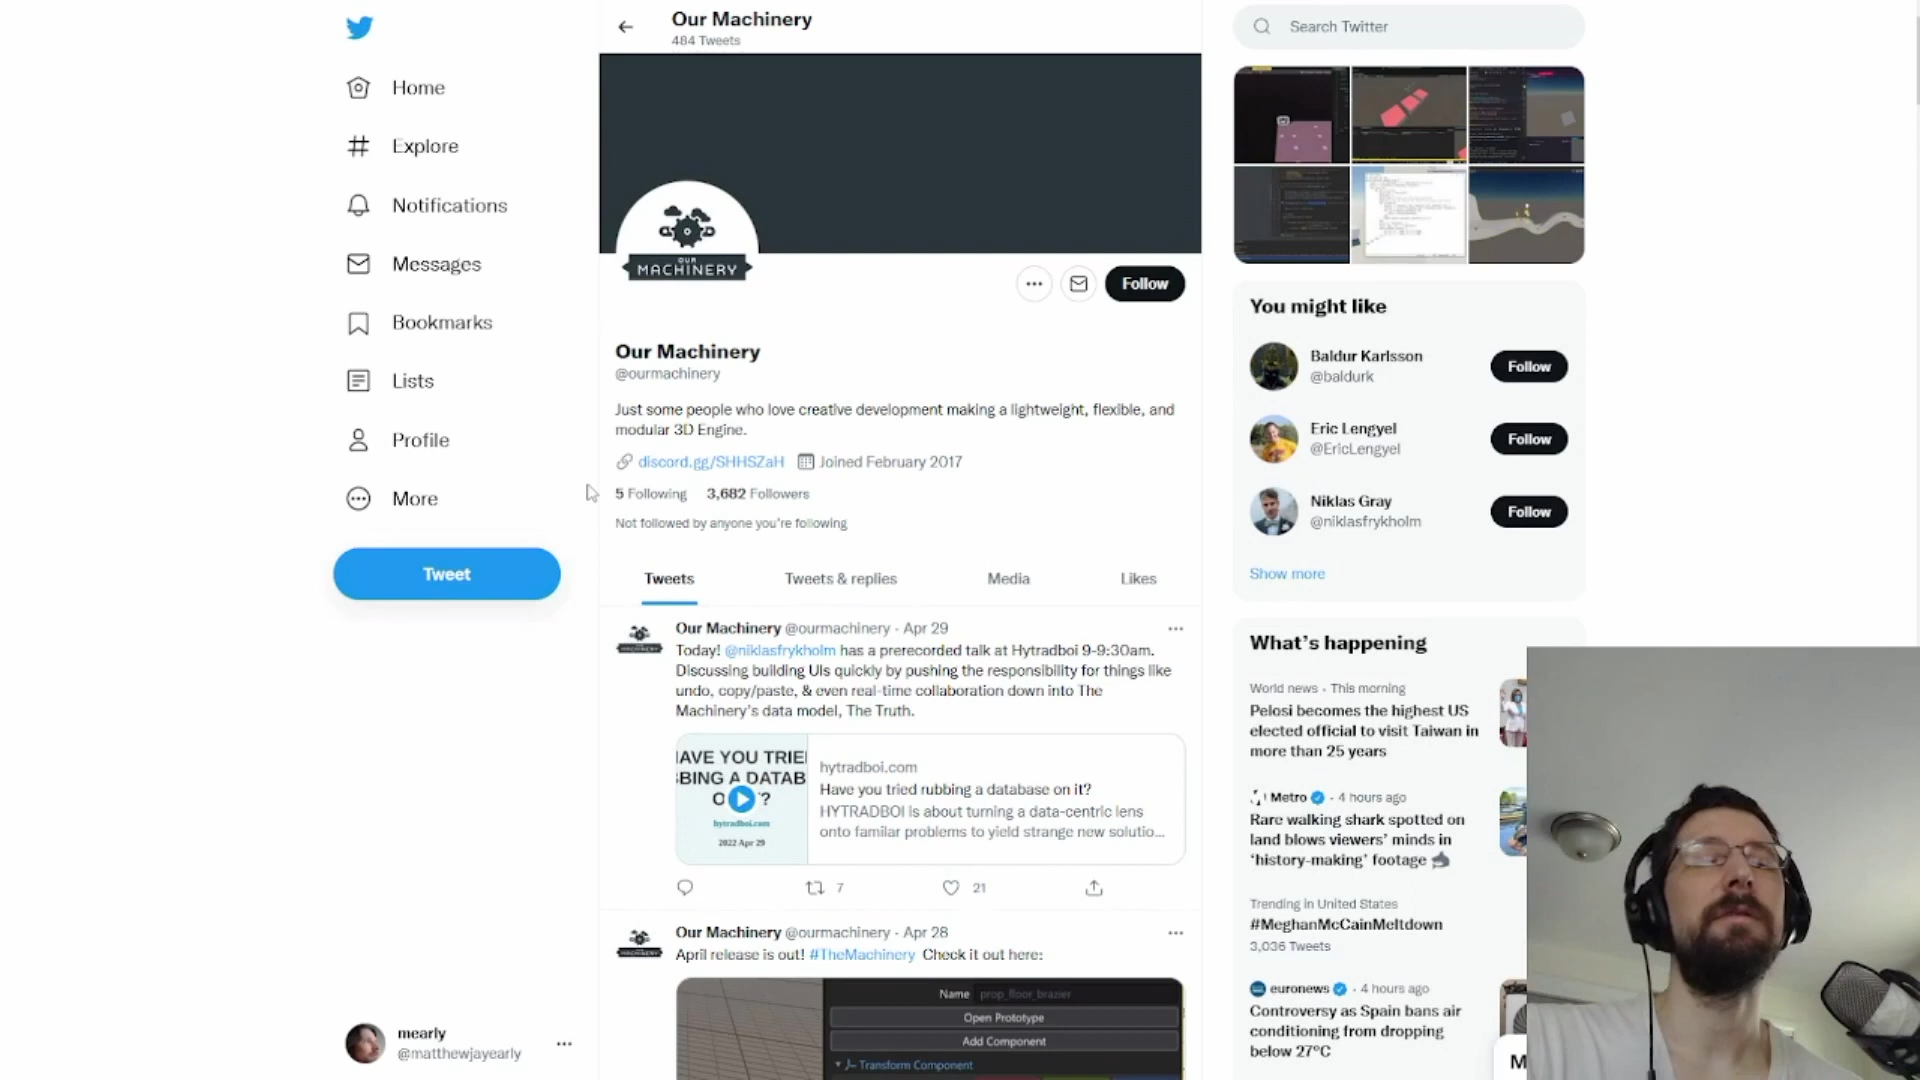 Our Machinery
484 Tweets
Search Twitter
Home
Explore
Notifications
Messages
Bookmarks
Lists
Profile
More
Tweet
mearly
@matthewjayearly
OUR
MACHINERY
Follow
Our Machinery
@ourmachinery
Just some people who love creative development making a lightweight, flexible, and
modular 3D Engine.
discord.gg/SHHSZaH Joined February 2017
5 Following 3,682 Followers
Not followed by anyone you're following
Tweets Tweets & replies Media Likes
Our Machinery @ourmachinery · Apr 29
Today! @niklasfrykholm has a prerecorded talk at Hytradboi 9-9:30am.
Discussing building UIs quickly by pushing the responsibility for things like
undo, copy/paste, & even real-time collaboration down into The
Machinery's data model, The Truth.
hytradboi.com
2022 Apr 29
hytradboi.com
Have you tried rubbing a database on it?
HYTRADBOI is about turning a data-centric lens
onto familar problems to yield strange new solutio...
7 21
Our Machinery @ourmachinery · Apr 28
April release is out! #TheMachinery Check it out here:
Name prop_floor_brazier
Open Prototype
Add Component
Transform Component
You might like
Baldur Karlsson
@baldurk
Follow
Eric Lengyel
@EricLengyel
Follow
Niklas Gray
@niklasfrykholm
Follow
Show more
What's happening
World news · This morning
Pelosi becomes the highest US
elected official to visit Taiwan in
more than 25 years
Metro · 4 hours ago
Rare walking shark spotted on
land blows viewers' minds in
'history-making' footage
Trending in United States
#MeghanMcCainMeltdown
3,036 Tweets
euronews · 4 hours ago
Controversy as Spain bans air
conditioning from dropping
below 27°C